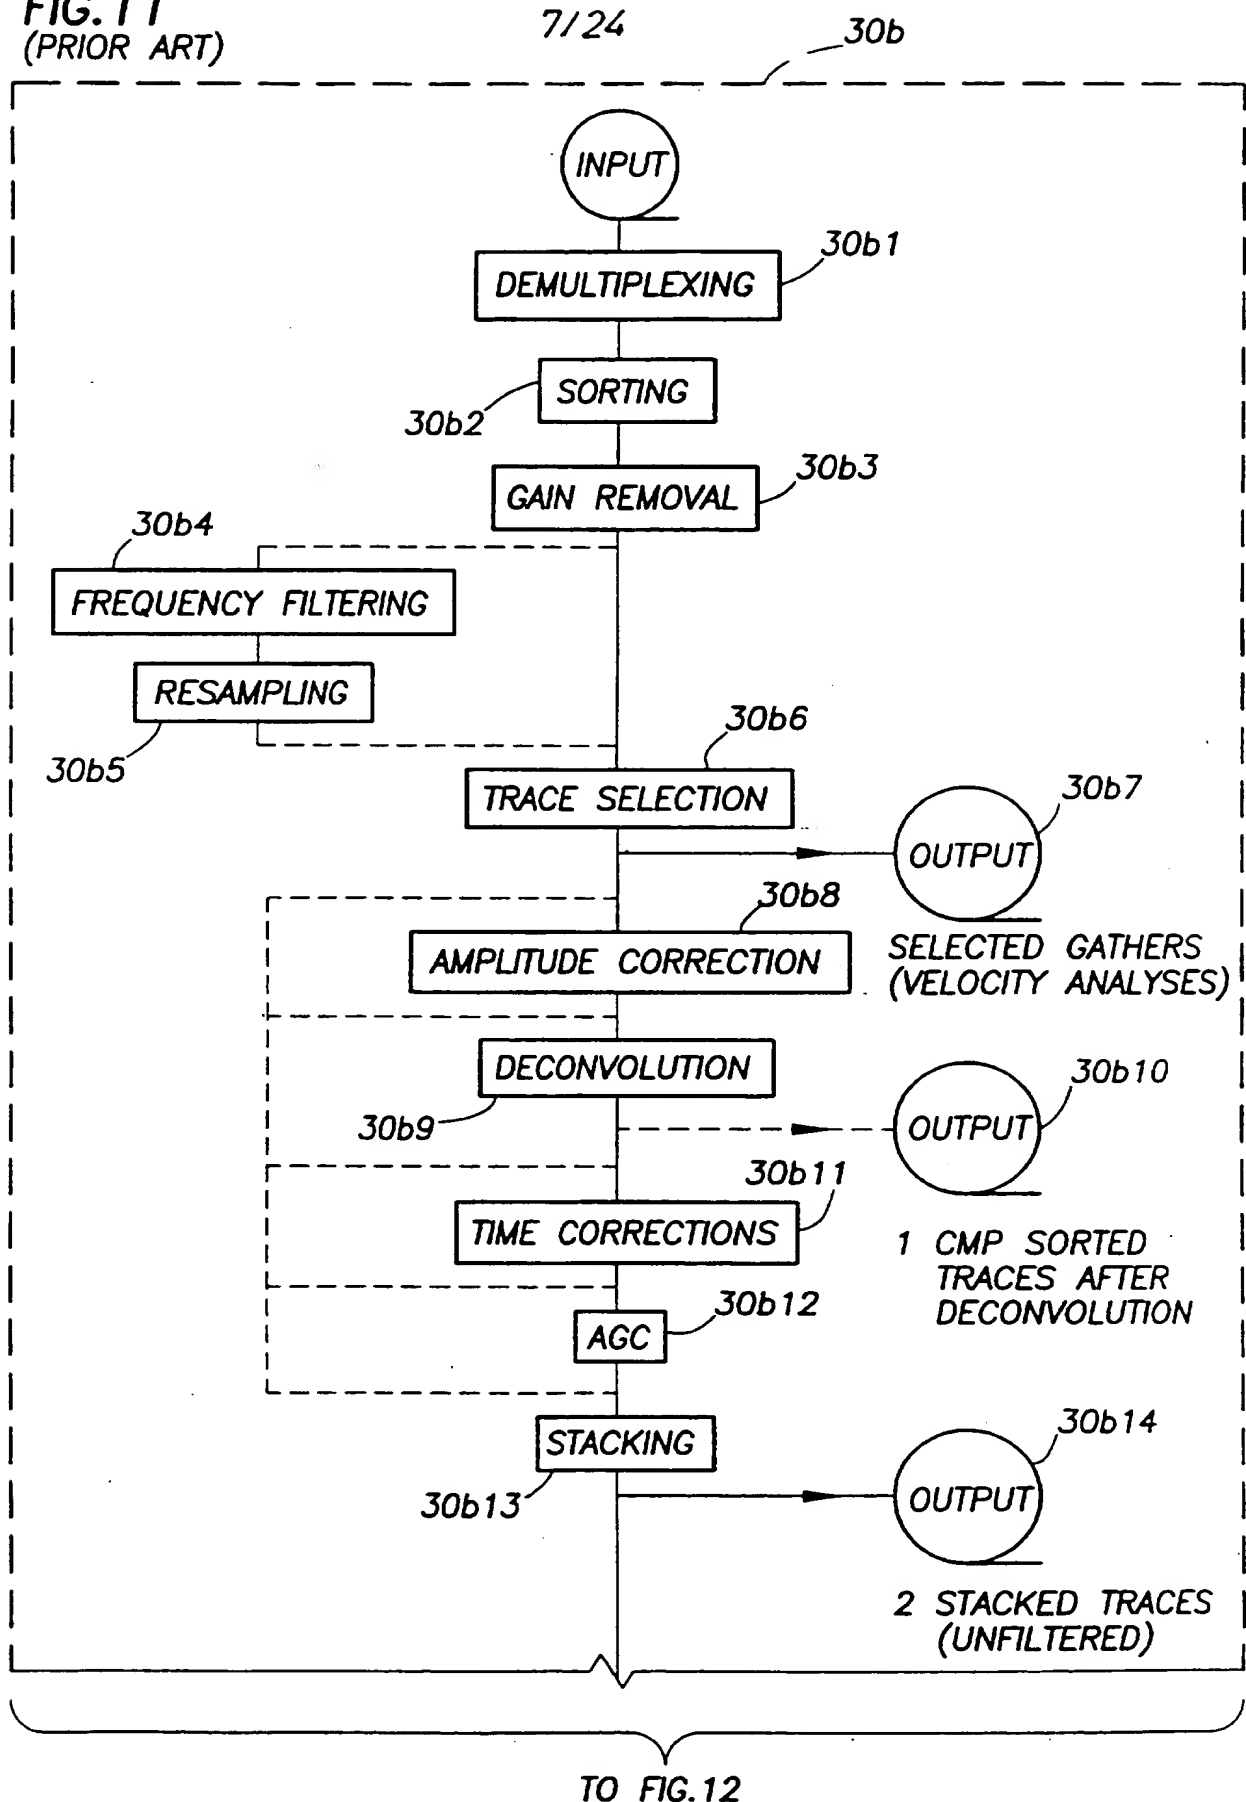 FIG. 11
(PRIOR ART)
7/24
30b
INPUT
30b1
DEMULTIPLEXING
SORTING
30b2
30b3
GAIN REMOVAL
30b4
FREQUENCY FILTERING
RESAMPLING
30b5
30b6
TRACE SELECTION
30b7
OUTPUT
SELECTED GATHERS
(VELOCITY ANALYSES)
30b8
AMPLITUDE CORRECTION
DECONVOLUTION
30b9
30b10
OUTPUT
1 CMP SORTED
TRACES AFTER
DECONVOLUTION
30b11
TIME CORRECTIONS
30b12
AGC
STACKING
30b13
30b14
OUTPUT
2 STACKED TRACES
(UNFILTERED)
TO FIG.12